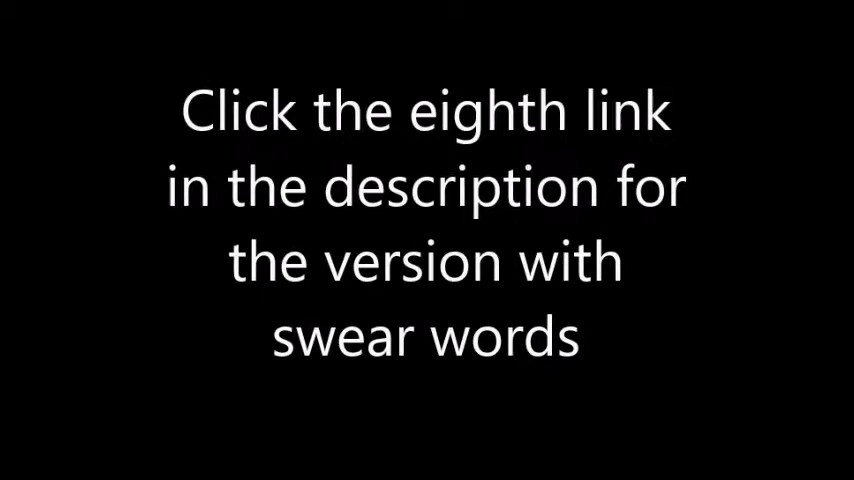 Click the eighth link
in the description for
the version with
swear words